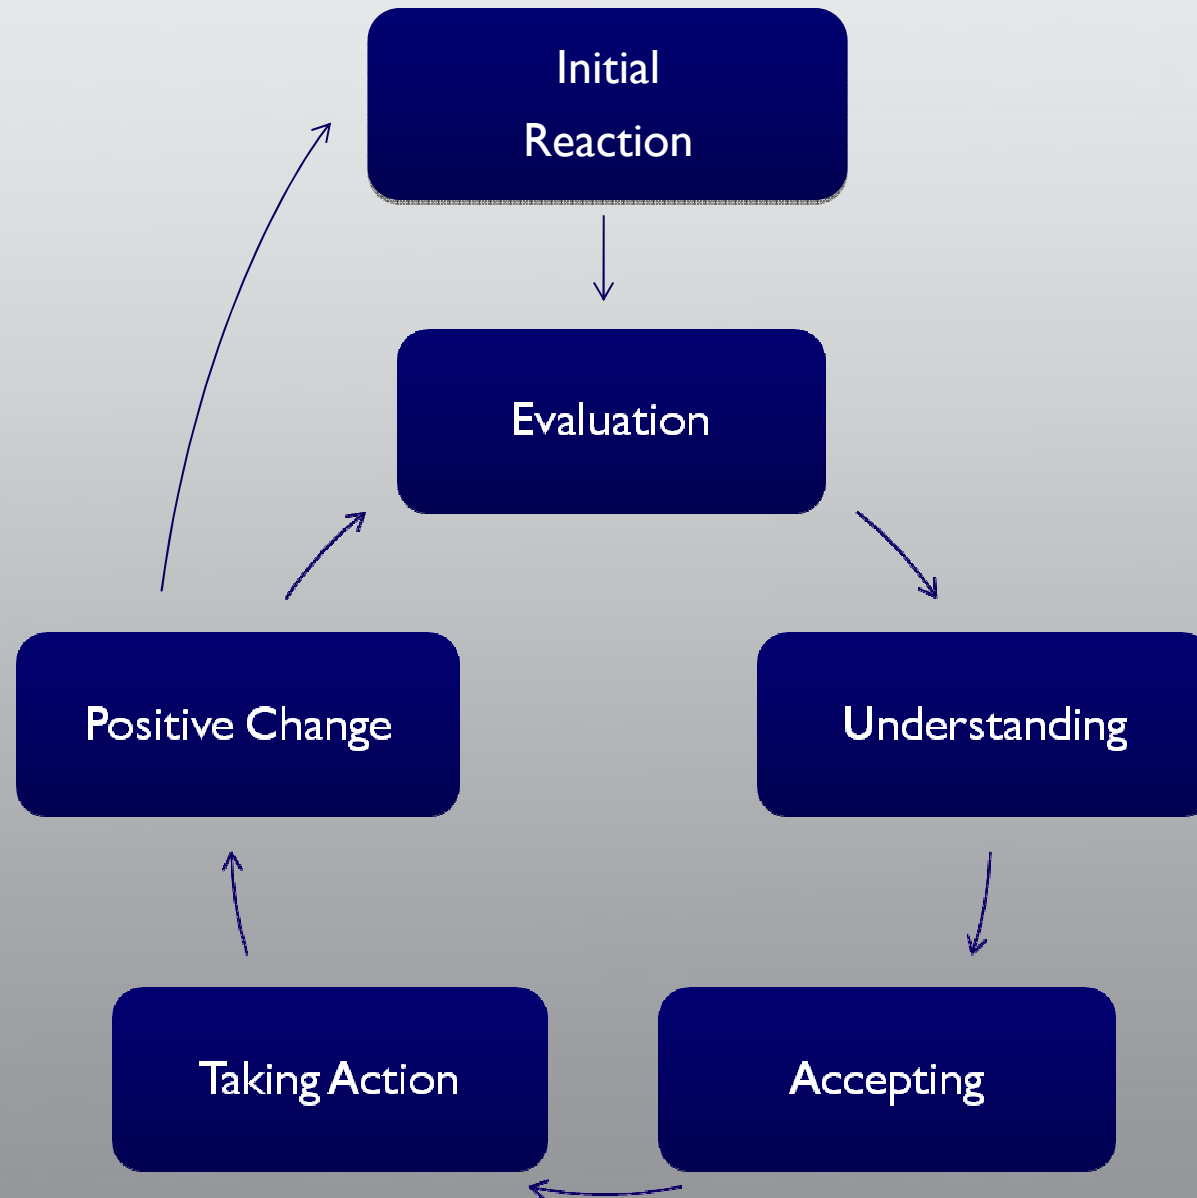 Initial
Reaction
Evaluation
Positive Change
Understanding
Taking Action
Accepting